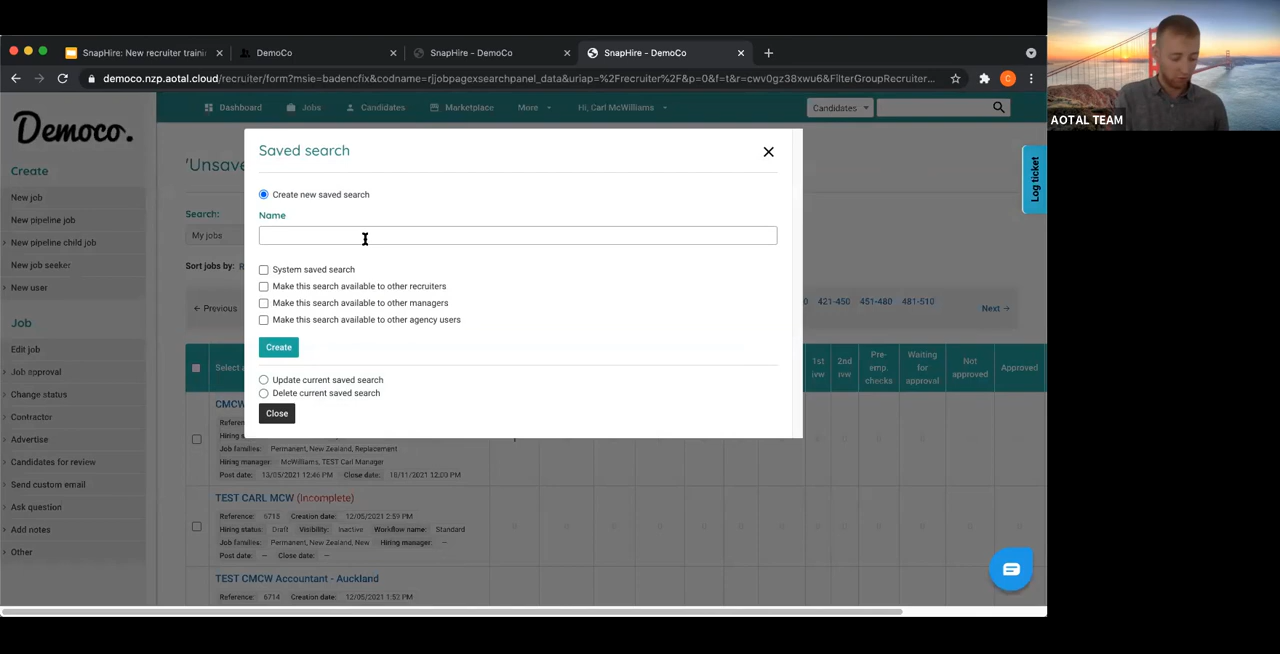 SnapHire: New recruiter traini
DemoCo
SnapHire - DemoCo
SnapHire - DemoCo
democo.nzp.aotal.cloud/recruiter/form?msie=badencfix&codname=rjjobpagexsearchpanel_data&uriap=%2Frecruiter%2F&p=0&f=t&r=cwv0gz38xwu6&FilterGroupRecruiter...
AOTAL TEAM
Democo.
Dashboard
Jobs
Candidates
Marketplace
More
Hi, Carl McWilliams
Candidates
Log ticket
Create
New job
New pipeline job
New pipeline child job
New job seeker
New user
Job
Edit job
Job approval
Change status
Contractor
Advertise
Candidates for review
Send custom email
Ask question
Add notes
Other
'Unsave
Search:
My jobs
Sort jobs by:
← Previous
421-450 451-480 481-510
Next →
Saved search
Create new saved search
Name
System saved search
Make this search available to other recruiters
Make this search available to other managers
Make this search available to other agency users
Create
Update current saved search
Delete current saved search
Close
1st ivw
2nd ivw
Pre-emp. checks
Waiting for approval
Not approved
Approved
Job families: Permanent, New Zealand, Replacement
Hiring manager: McWilliams, TEST Carl Manager
Post date: 13/05/2021 12:46 PM Close date: 18/11/2021 12:00 PM
TEST CARL MCW (Incomplete)
Reference: 6715 Creation date: 12/05/2021 2:59 PM
Hiring status: Draft Visibility: Inactive Workflow name: Standard
Job families: Permanent, New Zealand, New Hiring manager: --
Post date: -- Close date: --
TEST CMCW Accountant - Auckland
Reference: 6714 Creation date: 12/05/2021 1:52 PM